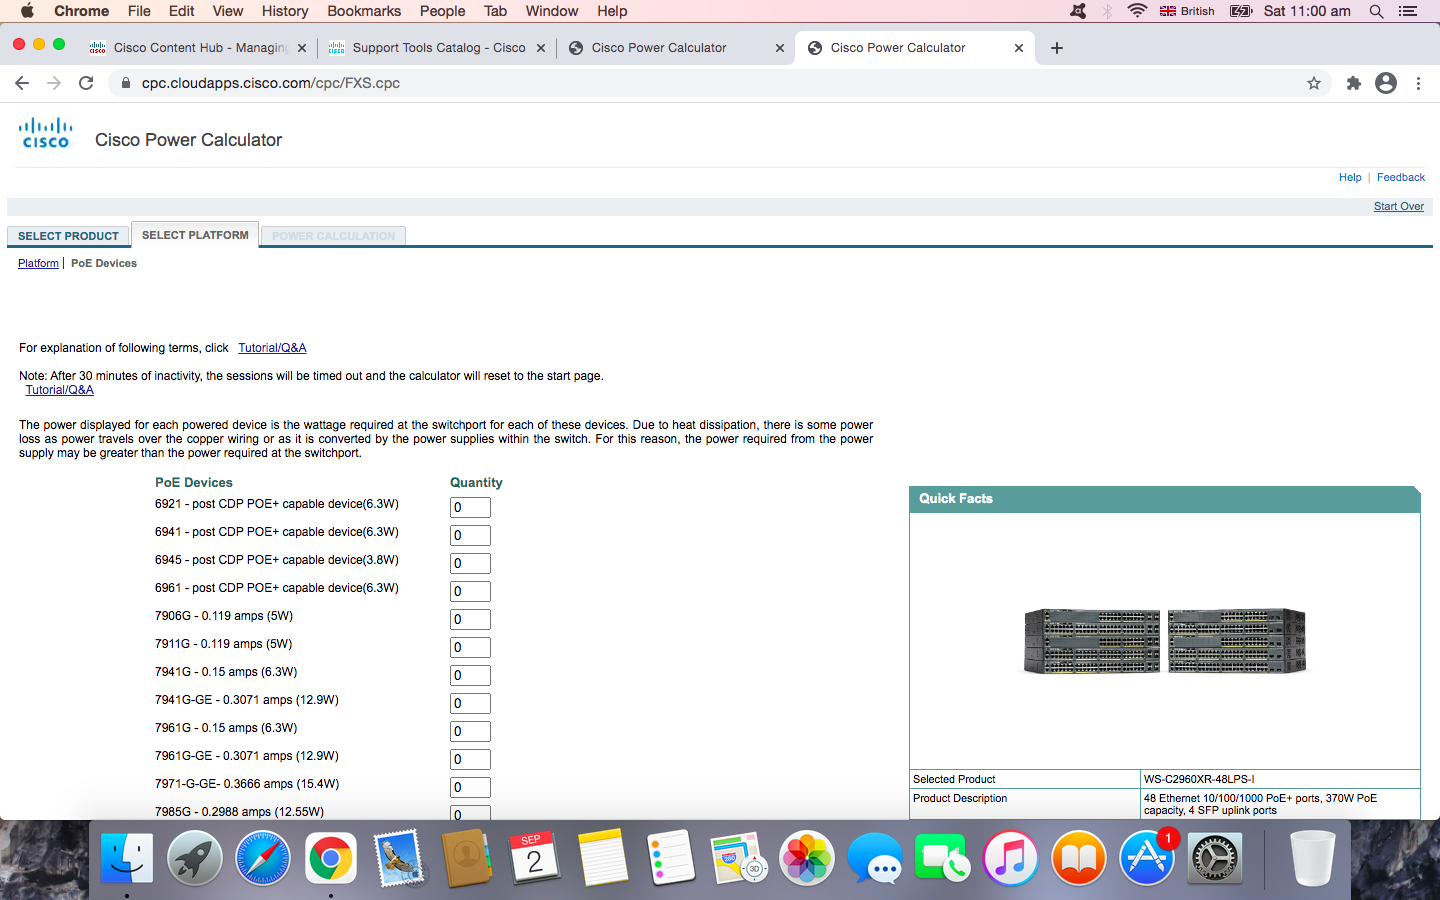 Chrome File Edit View History Bookmarks People Tab Window Help British Sat 11:00 am
Cisco Content Hub - Managing Support Tools Catalog - Cisco Cisco Power Calculator Cisco Power Calculator
cpc.cloudapps.cisco.com/cpc/FXS.cpc
CISCO Cisco Power Calculator
Help | Feedback
Start Over
SELECT PRODUCT SELECT PLATFORM POWER CALCULATION
Platform | PoE Devices
For explanation of following terms, click Tutorial/Q&A
Note: After 30 minutes of inactivity, the sessions will be timed out and the calculator will reset to the start page.
Tutorial/Q&A
The power displayed for each powered device is the wattage required at the switchport for each of these devices. Due to heat dissipation, there is some power
loss as power travels over the copper wiring or as it is converted by the power supplies within the switch. For this reason, the power required from the power
supply may be greater than the power required at the switchport.
PoE Devices Quantity
6921 - post CDP POE+ capable device(6.3W) 0
6941 - post CDP POE+ capable device(6.3W) 0
6945 - post CDP POE+ capable device(3.8W) 0
6961 - post CDP POE+ capable device(6.3W) 0
7906G - 0.119 amps (5W) 0
7911G - 0.119 amps (5W) 0
7941G - 0.15 amps (6.3W) 0
7941G-GE - 0.3071 amps (12.9W) 0
7961G - 0.15 amps (6.3W) 0
7961G-GE - 0.3071 amps (12.9W) 0
7971-G-GE- 0.3666 amps (15.4W) 0
7985G - 0.2988 amps (12.55W) 0
Quick Facts
Selected Product WS-C2960XR-48LPS-I
Product Description 48 Ethernet 10/100/1000 PoE+ ports, 370W PoE
capacity, 4 SFP uplink ports
SEP
2
280
3D
1